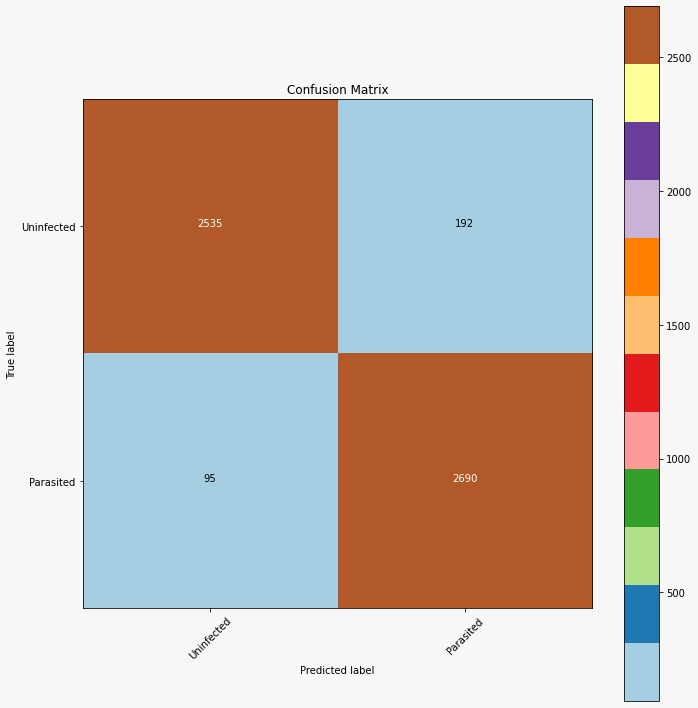 Confusion Matrix
True label
Uninfected
2535
192
Parasited
95
2690
Uninfected
Parasited
Predicted label
2500
2000
1500
1000
500